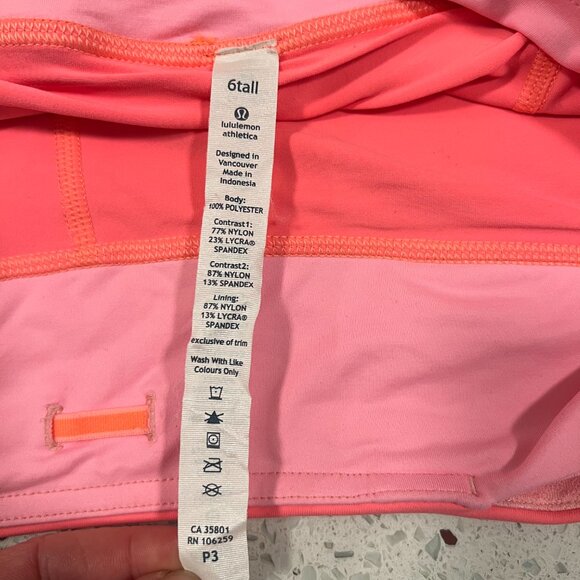 6tall
lululemon
athletica
Designed in
Vancouver
Made in
Indonesia
Body:
100% POLYESTER
Contrast1:
77% NYLON
23% LYCRA®
SPANDEX
Contrast2:
87% NYLON
13% SPANDEX
Lining:
87% NYLON
13% LYCRA®
SPANDEX
exclusive of trim
Wash With Like
Colours Only
CA 35801
RN 106259
P3